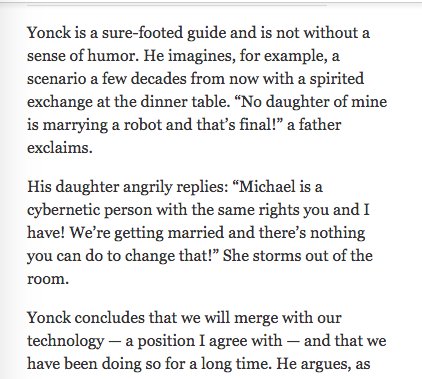 Yonck is a sure-footed guide and is not without a
sense of humor. He imagines, for example, a
scenario a few decades from now with a spirited
exchange at the dinner table. “No daughter of mine
is marrying a robot and that’s final!” a father
exclaims.
His daughter angrily replies: “Michael is a
cybernetic person with the same rights you and I
have! We’re getting married and there’s nothing
you can do to change that!” She storms out of the
room.
Yonck concludes that we will merge with our
technology — a position I agree with — and that we
have been doing so for a long time. He argues, as